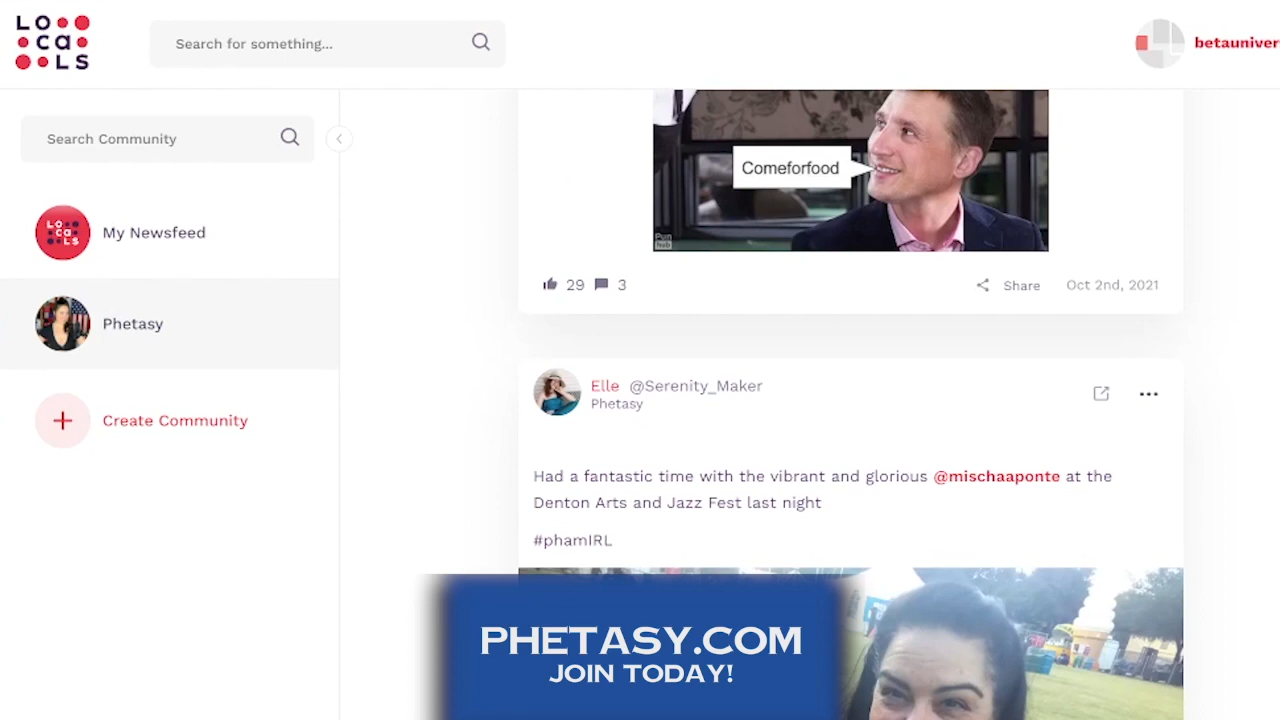 LO
ca
LS
Search for something...
betauniver
Search Community
My Newsfeed
Phetasy
Create Community
Comeforfood
29
3
Share
Oct 2nd, 2021
Elle @Serenity_Maker
Phetasy
Had a fantastic time with the vibrant and glorious @mischaaponte at the
Denton Arts and Jazz Fest last night
#phamIRL
PHETASY.COM
JOIN TODAY!